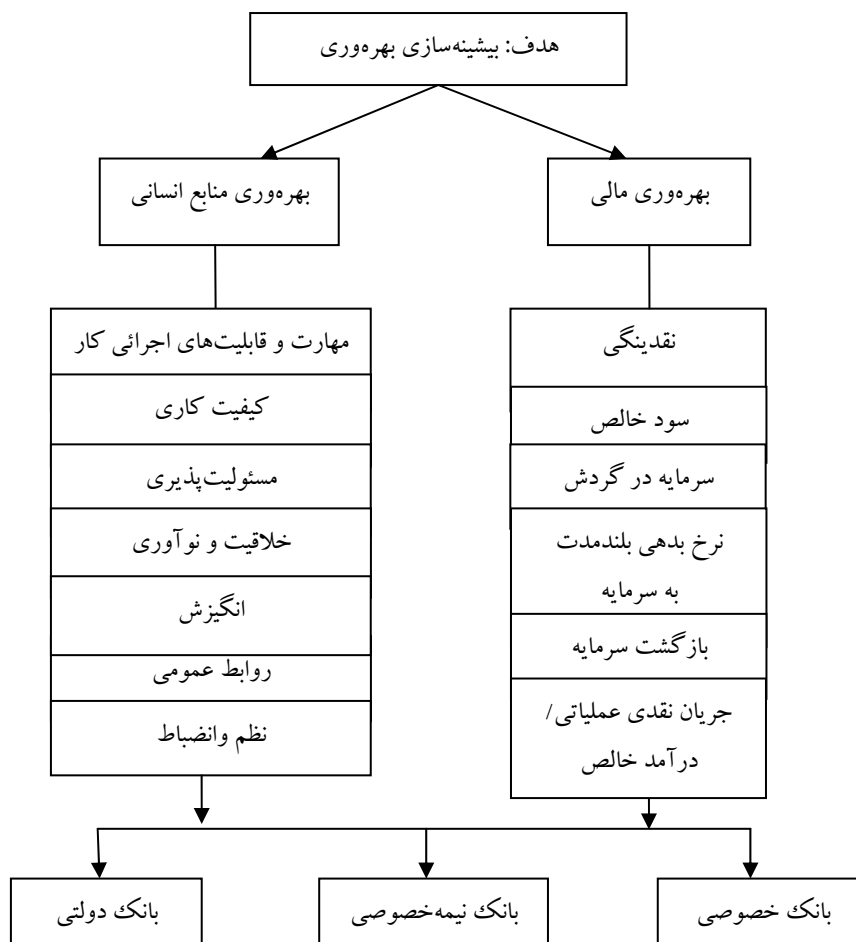 هدف: بیشینه‌سازی بهره‌وری
بهره‌وری مالی
بهره‌وری منابع انسانی
نقدینگی
سود خالص
سرمایه در گردش
نرخ بدهی بلندمدت
به سرمایه
بازگشت سرمایه
جریان نقدی عملیاتی/
درآمد خالص
مهارت و قابلیت‌های اجرائی کار
کیفیت کاری
مسئولیت‌پذیری
خلاقیت و نوآوری
انگیزش
روابط عمومی
نظم وانضباط
بانک خصوصی
بانک نیمه‌خصوصی
بانک دولتی